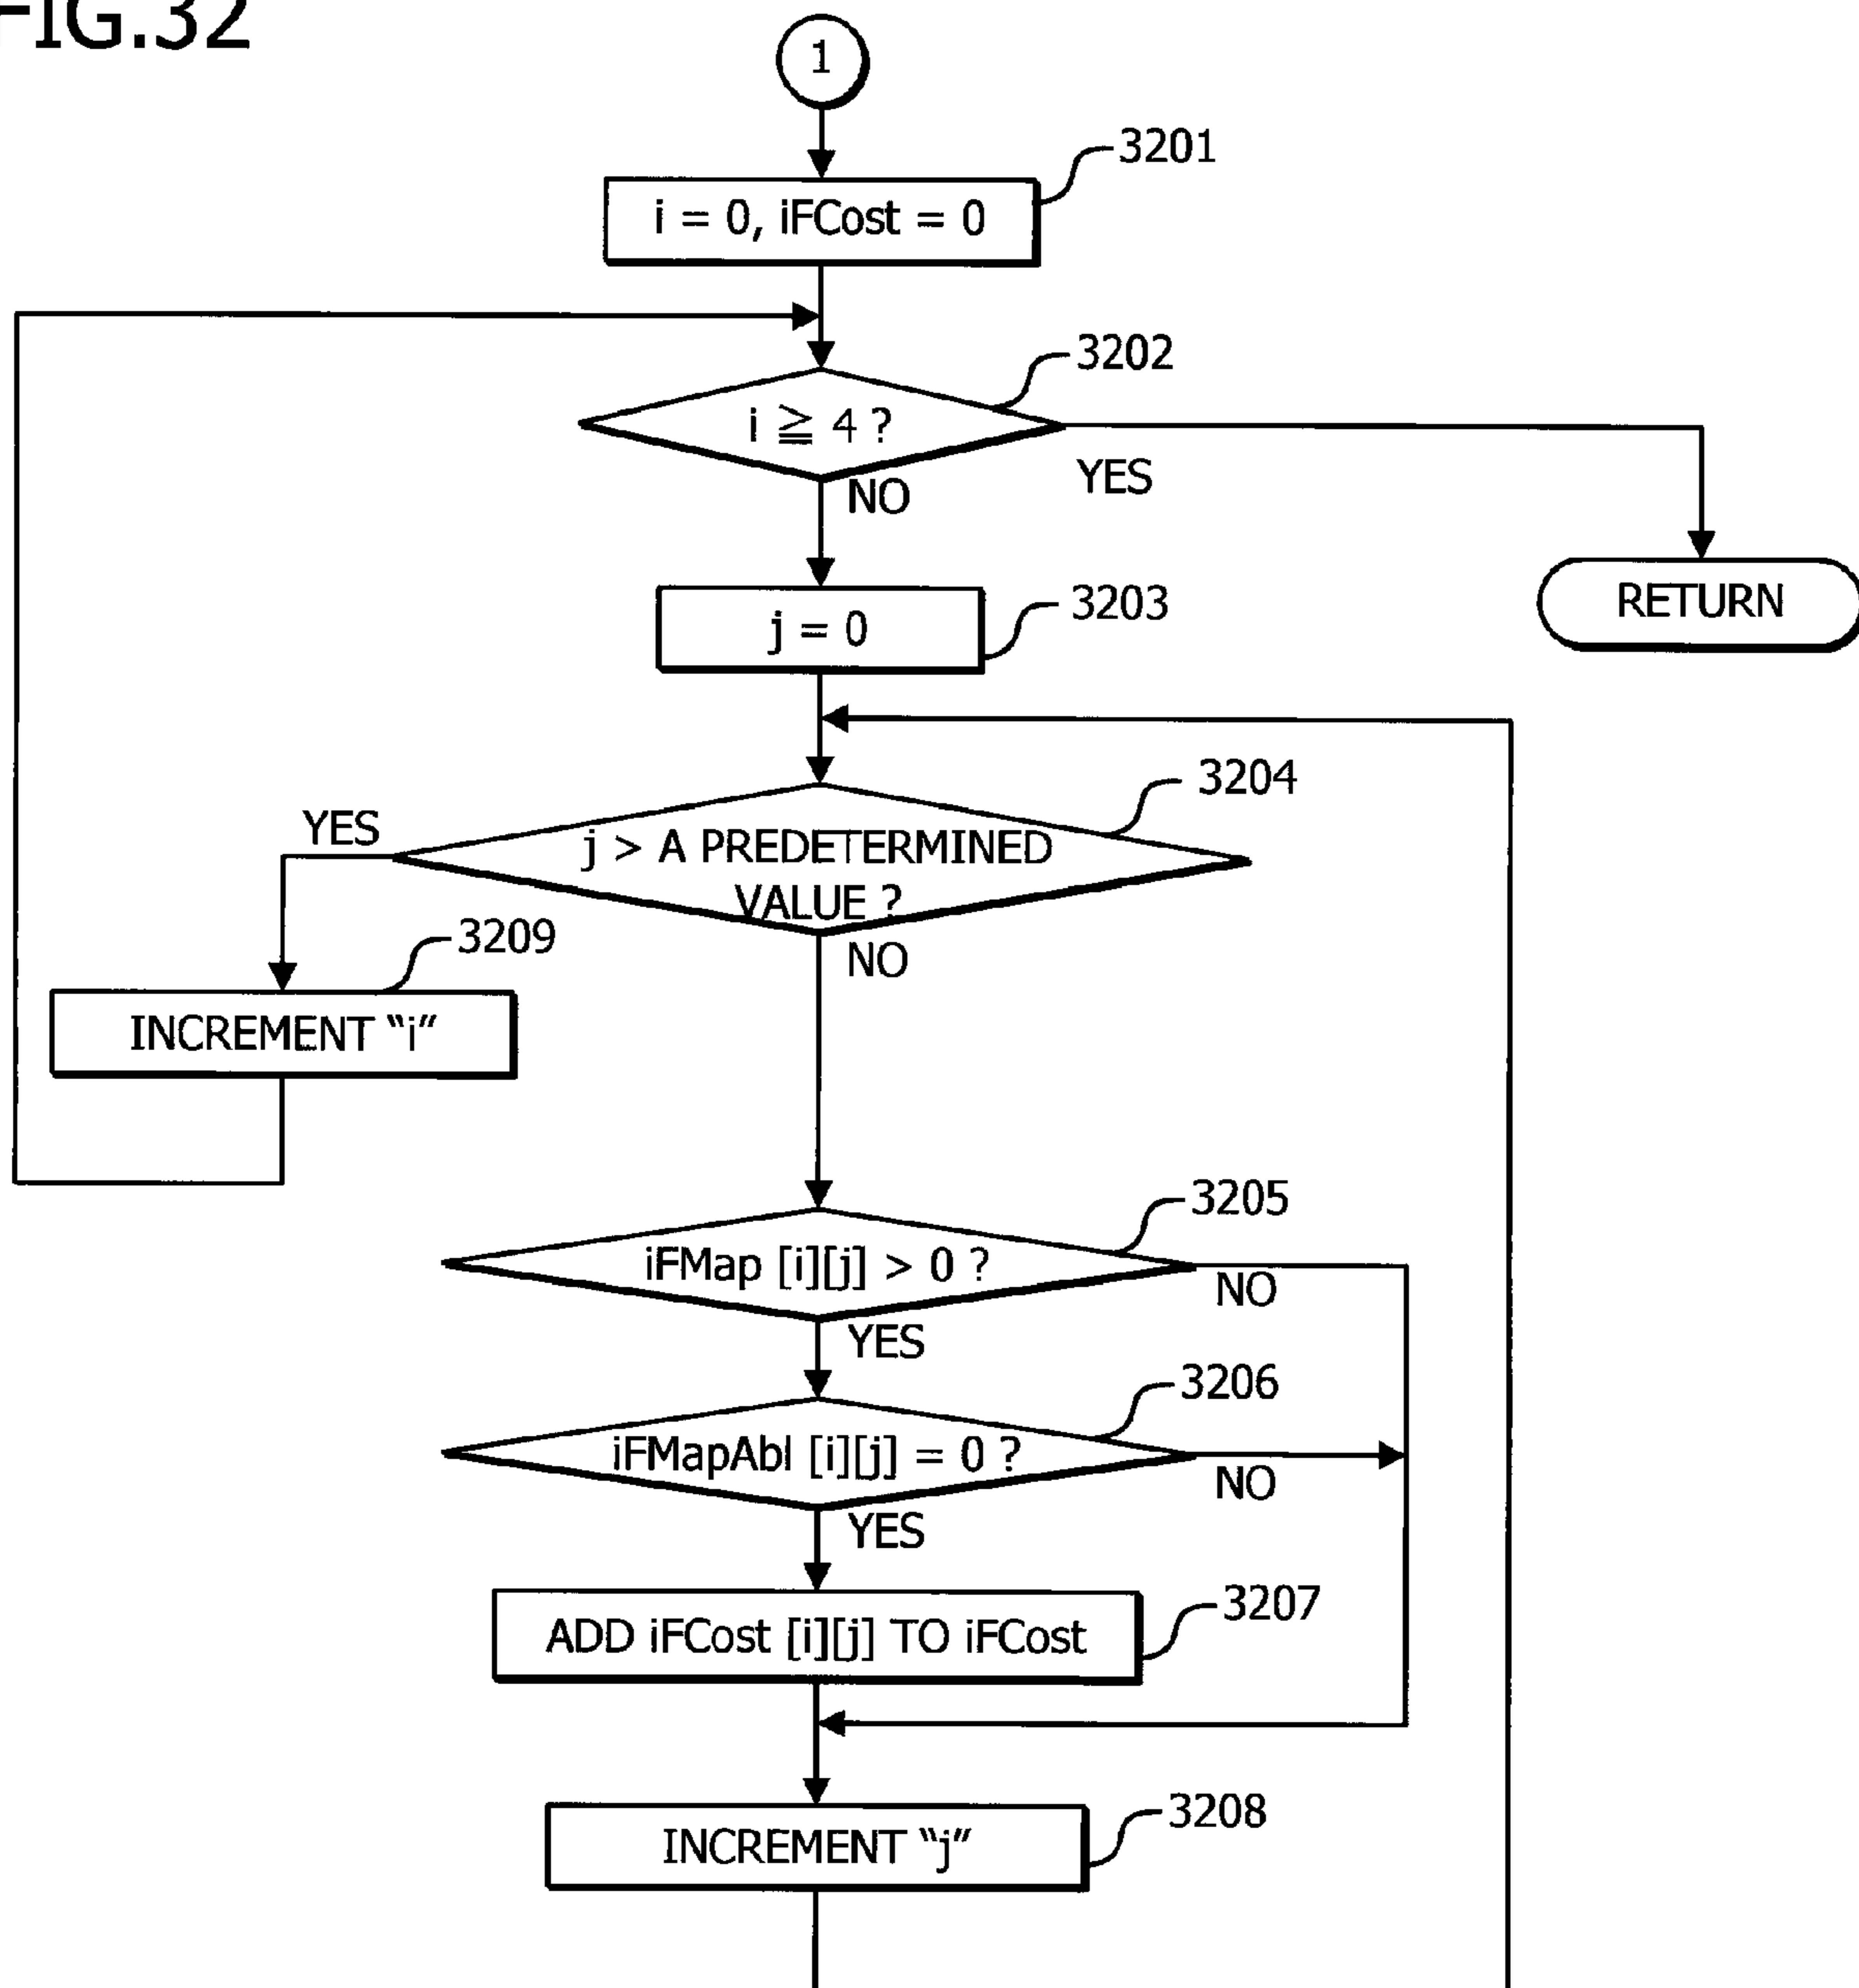 FIG.32
1
3201
i = 0, iFCost = 0
3202
i ≧ 4 ?
YES
NO
RETURN
3203
j = 0
3204
YES
j > A PREDETERMINED
VALUE ?
3209
NO
INCREMENT “i”
3205
iFMap [i][j] > 0 ?
NO
YES
3206
iFMapAbl [i][j] = 0 ?
NO
YES
3207
ADD iFCost [i][j] TO iFCost
3208
INCREMENT “j”